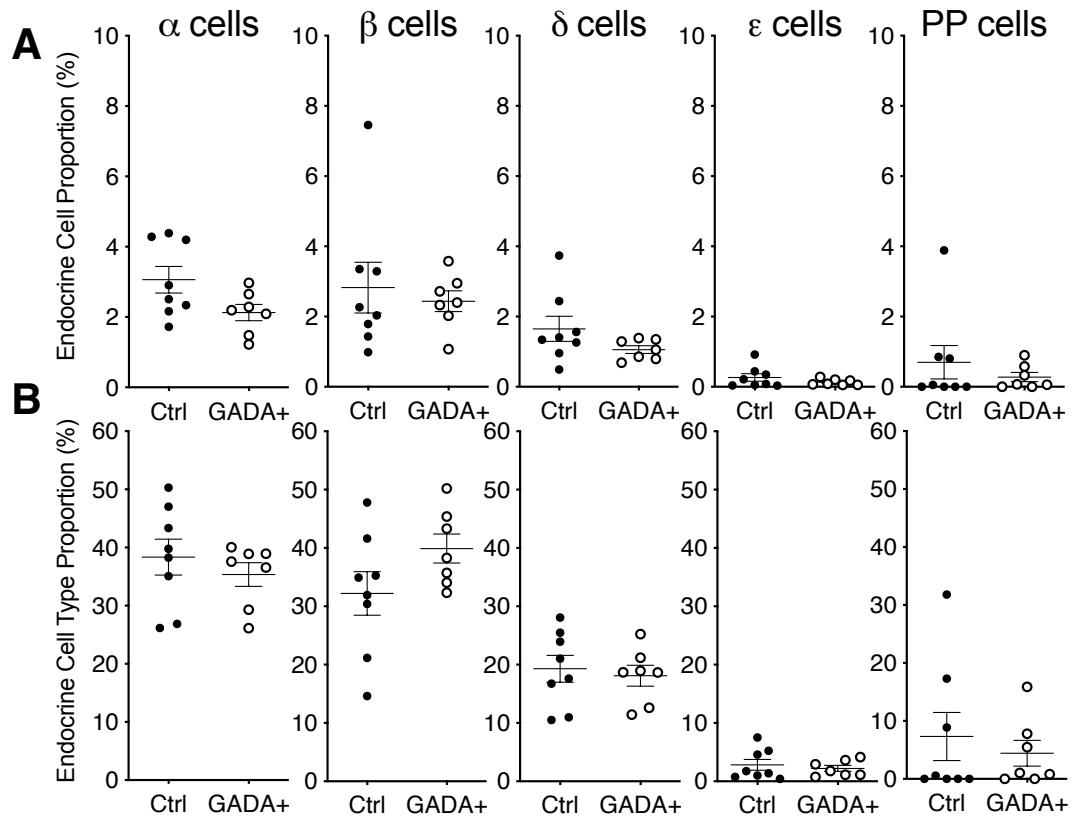 A
α cells
β cells
δ cells
ε cells
PP cells
Endocrine Cell Proportion (%)
10
8
6
4
2
0
Ctrl
GADA+
10
8
6
4
2
0
Ctrl
GADA+
10
8
6
4
2
0
Ctrl
GADA+
10
8
6
4
2
0
Ctrl
GADA+
10
8
6
4
2
0
Ctrl
GADA+
B
Endocrine Cell Type Proportion (%)
60
50
40
30
20
10
0
Ctrl
GADA+
60
50
40
30
20
10
0
Ctrl
GADA+
60
50
40
30
20
10
0
Ctrl
GADA+
60
50
40
30
20
10
0
Ctrl
GADA+
60
50
40
30
20
10
0
Ctrl
GADA+